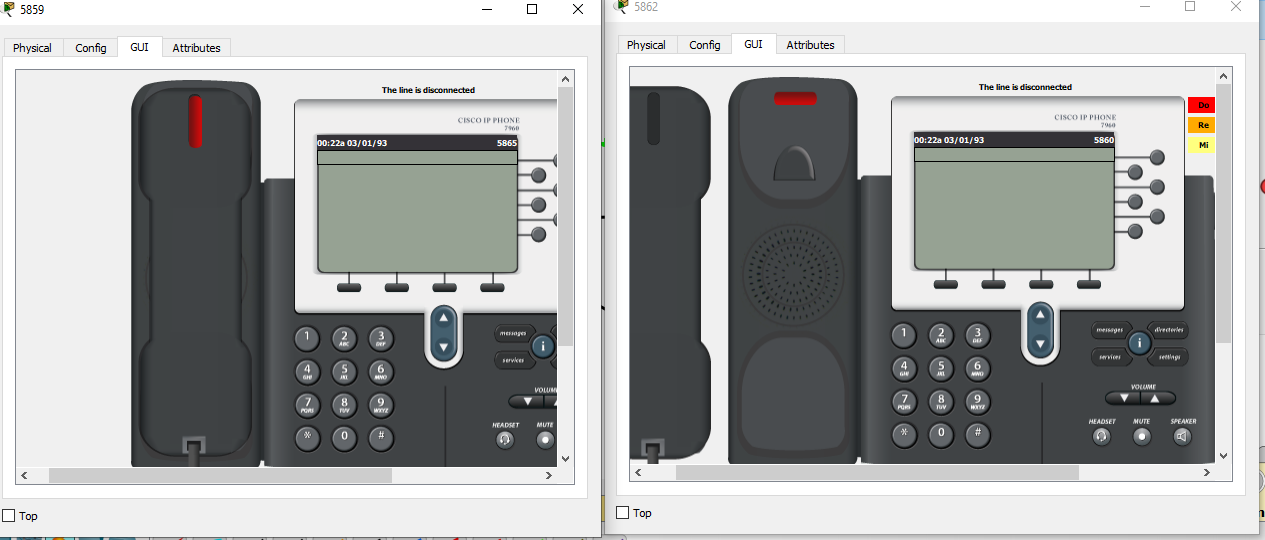 5859
Physical Config GUI Attributes
The line is disconnected
CISCO IP PHONE
7960
00:22a 03/01/93 5865
messages
services
i
1 2 ABC 3 DEF
4 GHI 5 JKL 6 MNO
7 PQRS 8 TUV 9 WXYZ
* 0 #
VOLUM
HEADSET MUTE
Top
5862
Physical Config GUI Attributes
The line is disconnected
Do
Re
Mi
CISCO IP PHONE
7960
00:22a 03/01/93 5860
messages directories
i
services settings
1 2 ABC 3 DEF
4 GHI 5 JKL 6 MNO
7 PQRS 8 TUV 9 WXYZ
* 0 #
VOLUME
HEADSET MUTE SPEAKER
Top